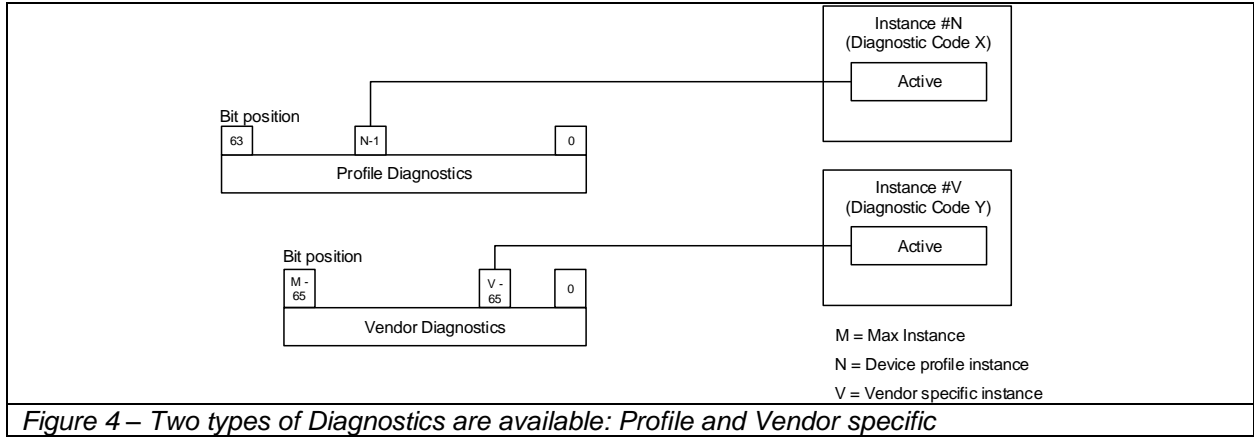 Instance #N
(Diagnostic Code X)
Active
Bit position
63
N-1
0
Profile Diagnostics
Instance #V
(Diagnostic Code Y)
Active
Bit position
M -
65
V -
65
0
Vendor Diagnostics
M = Max Instance
N = Device profile instance
V = Vendor specific instance
Figure 4 – Two types of Diagnostics are available: Profile and Vendor specific